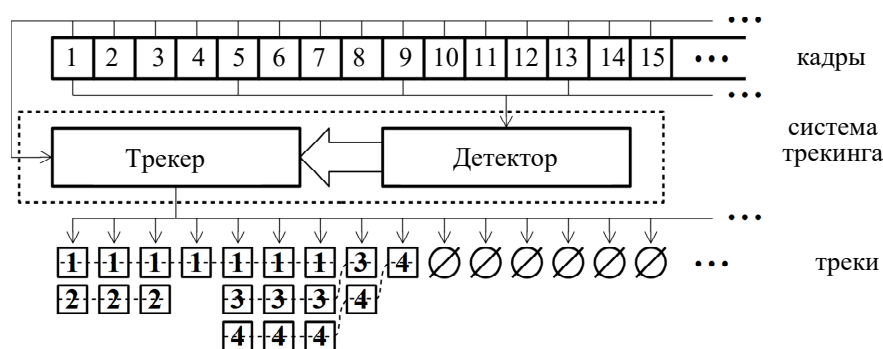 •••
1 2 3 4 5 6 7 8 9 10 11 12 13 14 15 ••• кадры
•••
система
трекинга
Трекер Детектор
•••
1 1 1 1 1 1 1 3 4 ∅ ∅ ∅ ∅ ∅ ∅ ••• треки
2 2 2 3 3 3 4
4 4 4